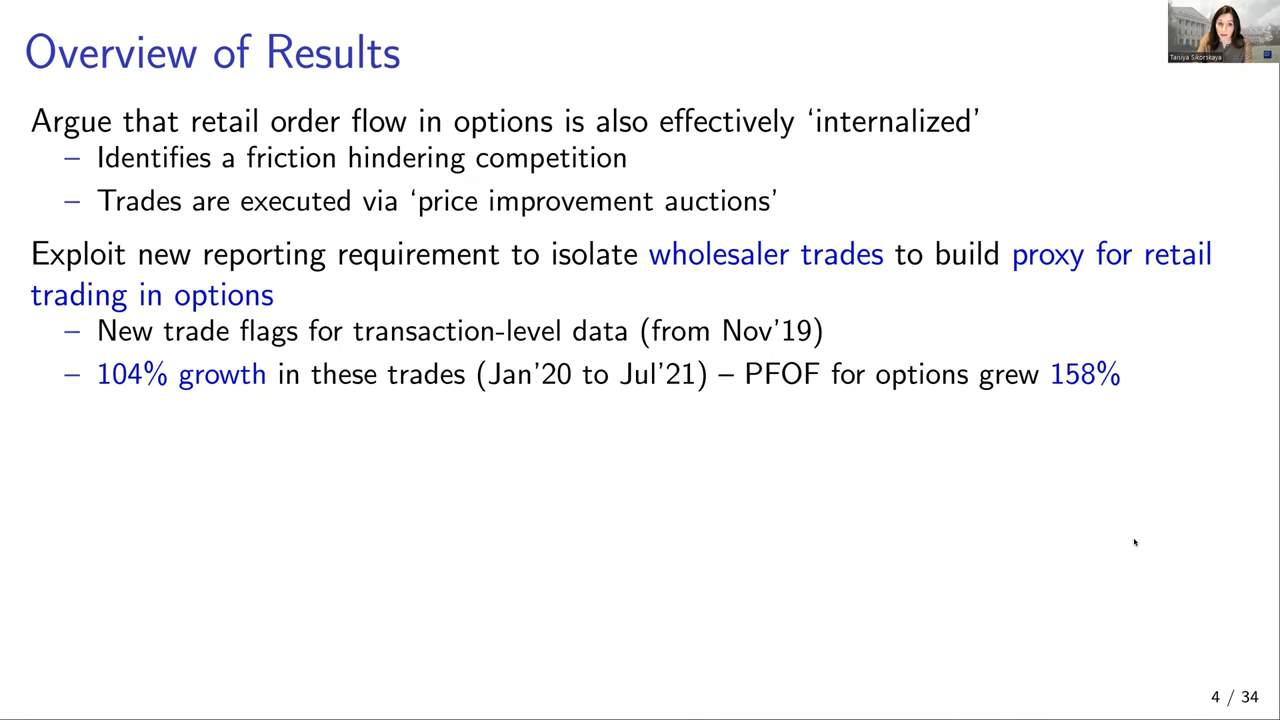 Overview of Results
Taisiya Sikorskaya
Argue that retail order flow in options is also effectively ‘internalized’
– Identifies a friction hindering competition
– Trades are executed via ‘price improvement auctions’
Exploit new reporting requirement to isolate wholesaler trades to build proxy for retail
trading in options
– New trade flags for transaction-level data (from Nov’19)
– 104% growth in these trades (Jan’20 to Jul’21) – PFOF for options grew 158%
4 / 34